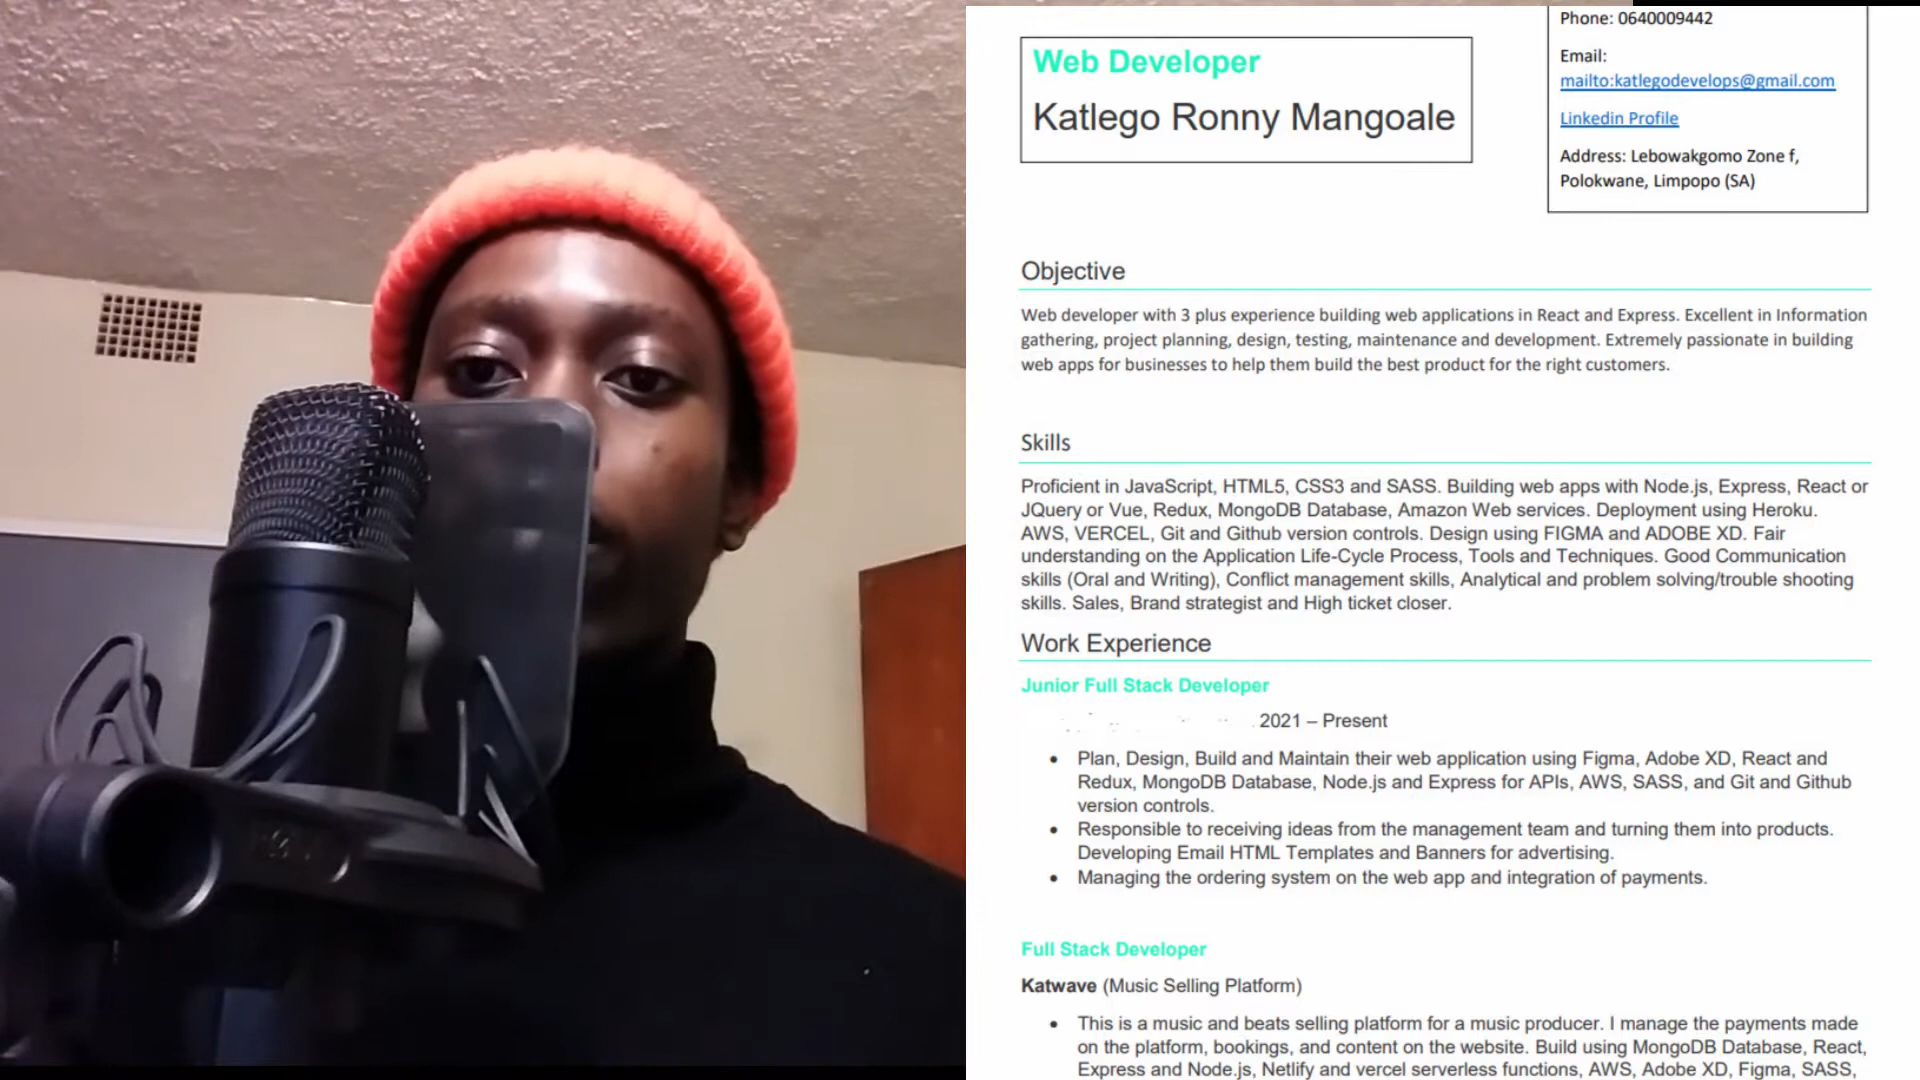 Web Developer
Katlego Ronny Mangoale
Phone: 0640009442
Email:
mailto:katlegodevelops@gmail.com
Linkedin Profile
Address: Lebowakgomo Zone f,
Polokwane, Limpopo (SA)
Objective
Web developer with 3 plus experience building web applications in React and Express. Excellent in Information
gathering, project planning, design, testing, maintenance and development. Extremely passionate in building
web apps for businesses to help them build the best product for the right customers.
Skills
Proficient in JavaScript, HTML5, CSS3 and SASS. Building web apps with Node.js, Express, React or
JQuery or Vue, Redux, MongoDB Database, Amazon Web services. Deployment using Heroku.
AWS, VERCEL, Git and Github version controls. Design using FIGMA and ADOBE XD. Fair
understanding on the Application Life-Cycle Process, Tools and Techniques. Good Communication
skills (Oral and Writing), Conflict management skills, Analytical and problem solving/trouble shooting
skills. Sales, Brand strategist and High ticket closer.
Work Experience
Junior Full Stack Developer
2021 – Present
• Plan, Design, Build and Maintain their web application using Figma, Adobe XD, React and
Redux, MongoDB Database, Node.js and Express for APIs, AWS, SASS, and Git and Github
version controls.
• Responsible to receiving ideas from the management team and turning them into products.
Developing Email HTML Templates and Banners for advertising.
• Managing the ordering system on the web app and integration of payments.
Full Stack Developer
Katwave (Music Selling Platform)
• This is a music and beats selling platform for a music producer. I manage the payments made
on the platform, bookings, and content on the website. Build using MongoDB Database, React,
Express and Node.js, Netlify and vercel serverless functions, AWS, Adobe XD, Figma, SASS,